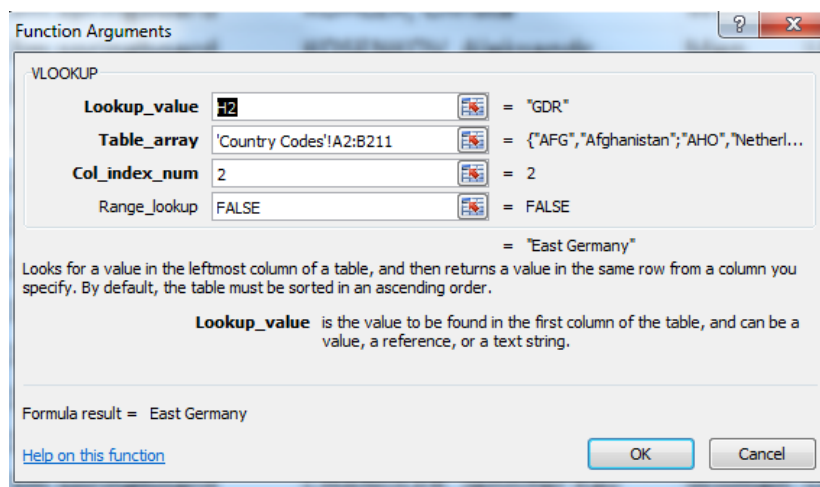 Function Arguments
VLOOKUP
Lookup_value H2 = "GDR"
Table_array 'Country Codes'!A2:B211 = {"AFG","Afghanistan";"AHO","Netherl...
Col_index_num 2 = 2
Range_lookup FALSE = FALSE
= "East Germany"
Looks for a value in the leftmost column of a table, and then returns a value in the same row from a column you
specify. By default, the table must be sorted in an ascending order.
Lookup_value is the value to be found in the first column of the table, and can be a
value, a reference, or a text string.
Formula result = East Germany
Help on this function OK Cancel